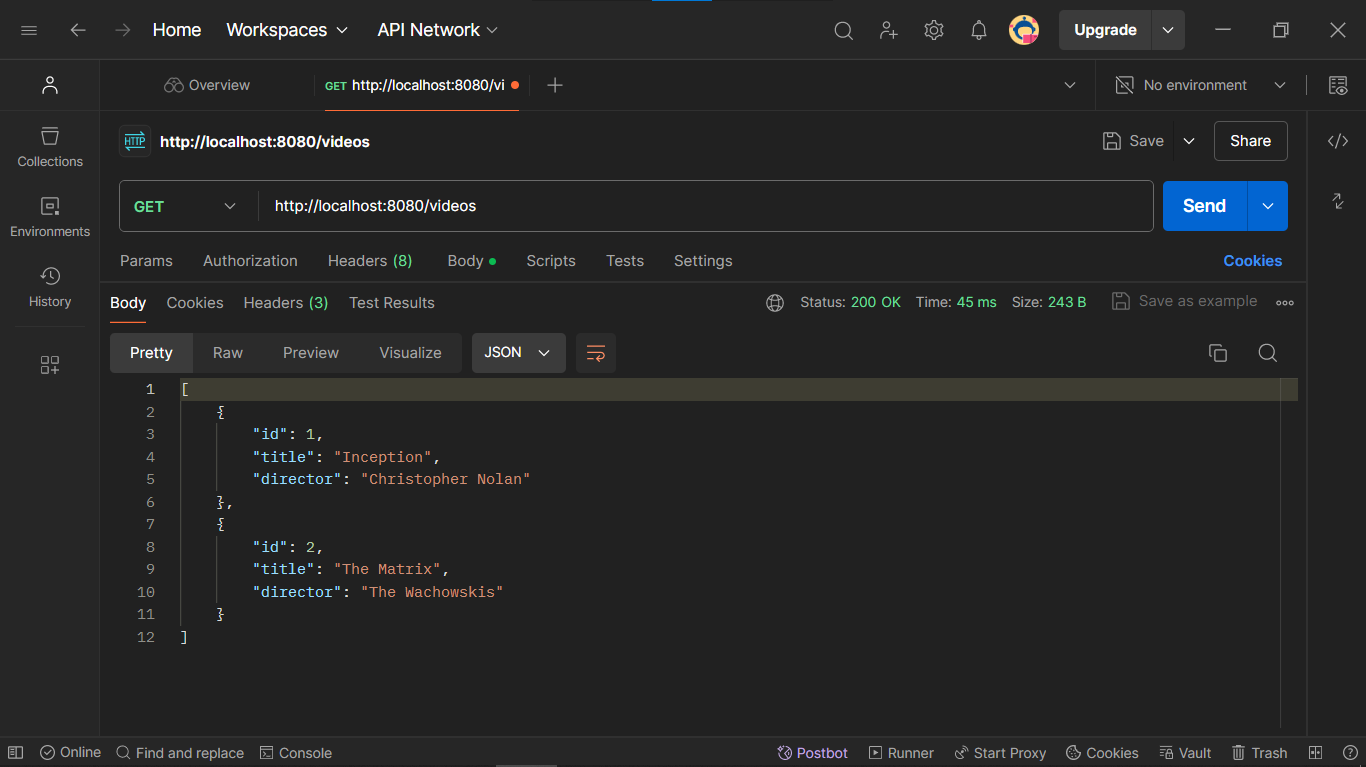 Home Workspaces API Network Upgrade
Overview GET http://localhost:8080/vi No environment
HTTP http://localhost:8080/videos Save Share
Collections
Environments
History
GET http://localhost:8080/videos Send
Params Authorization Headers (8) Body Scripts Tests Settings Cookies
Body Cookies Headers (3) Test Results Status: 200 OK Time: 45 ms Size: 243 B Save as example
Pretty Raw Preview Visualize JSON
1 [
2 {
3 "id": 1,
4 "title": "Inception",
5 "director": "Christopher Nolan"
6 },
7 {
8 "id": 2,
9 "title": "The Matrix",
10 "director": "The Wachowskis"
11 }
12 ]
Online Find and replace Console Postbot Runner Start Proxy Cookies Vault Trash